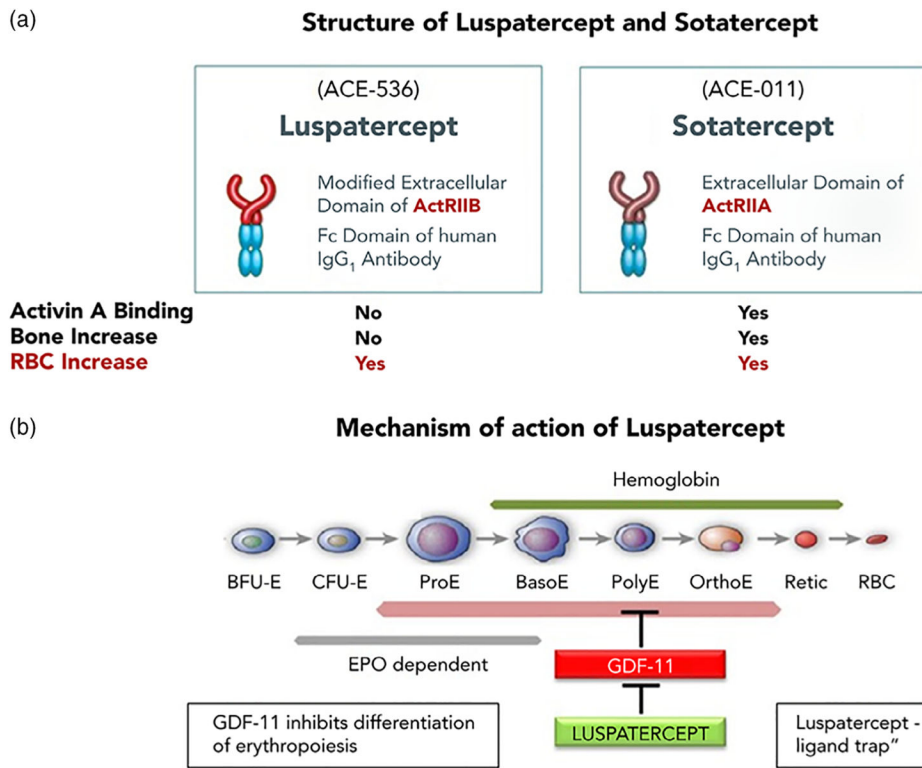 (a)
Structure of Luspatercept and Sotatercept
(ACE-536)
Luspatercept
Modified Extracellular
Domain of ActRIIB
Fc Domain of human
IgG₁ Antibody
(ACE-011)
Sotatercept
Extracellular Domain of
ActRIIA
Fc Domain of human
IgG₁ Antibody
Activin A Binding No Yes
Bone Increase No Yes
RBC Increase Yes Yes
(b)
Mechanism of action of Luspatercept
Hemoglobin
BFU-E CFU-E ProE BasoE PolyE OrthoE Retic RBC
EPO dependent
GDF-11
LUSPATERCEPT
GDF-11 inhibits differentiation
of erythropoiesis
Luspatercept -
ligand trap”